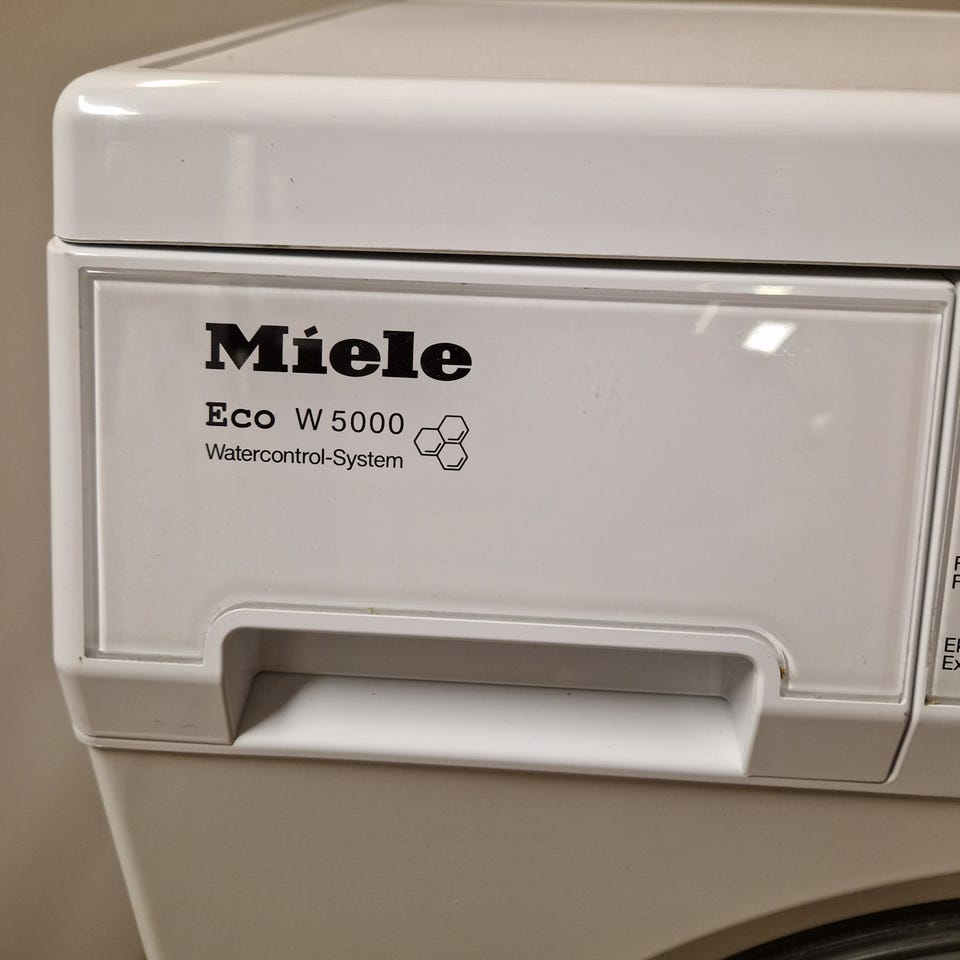 Miele
Eco W 5000
Watercontrol-System